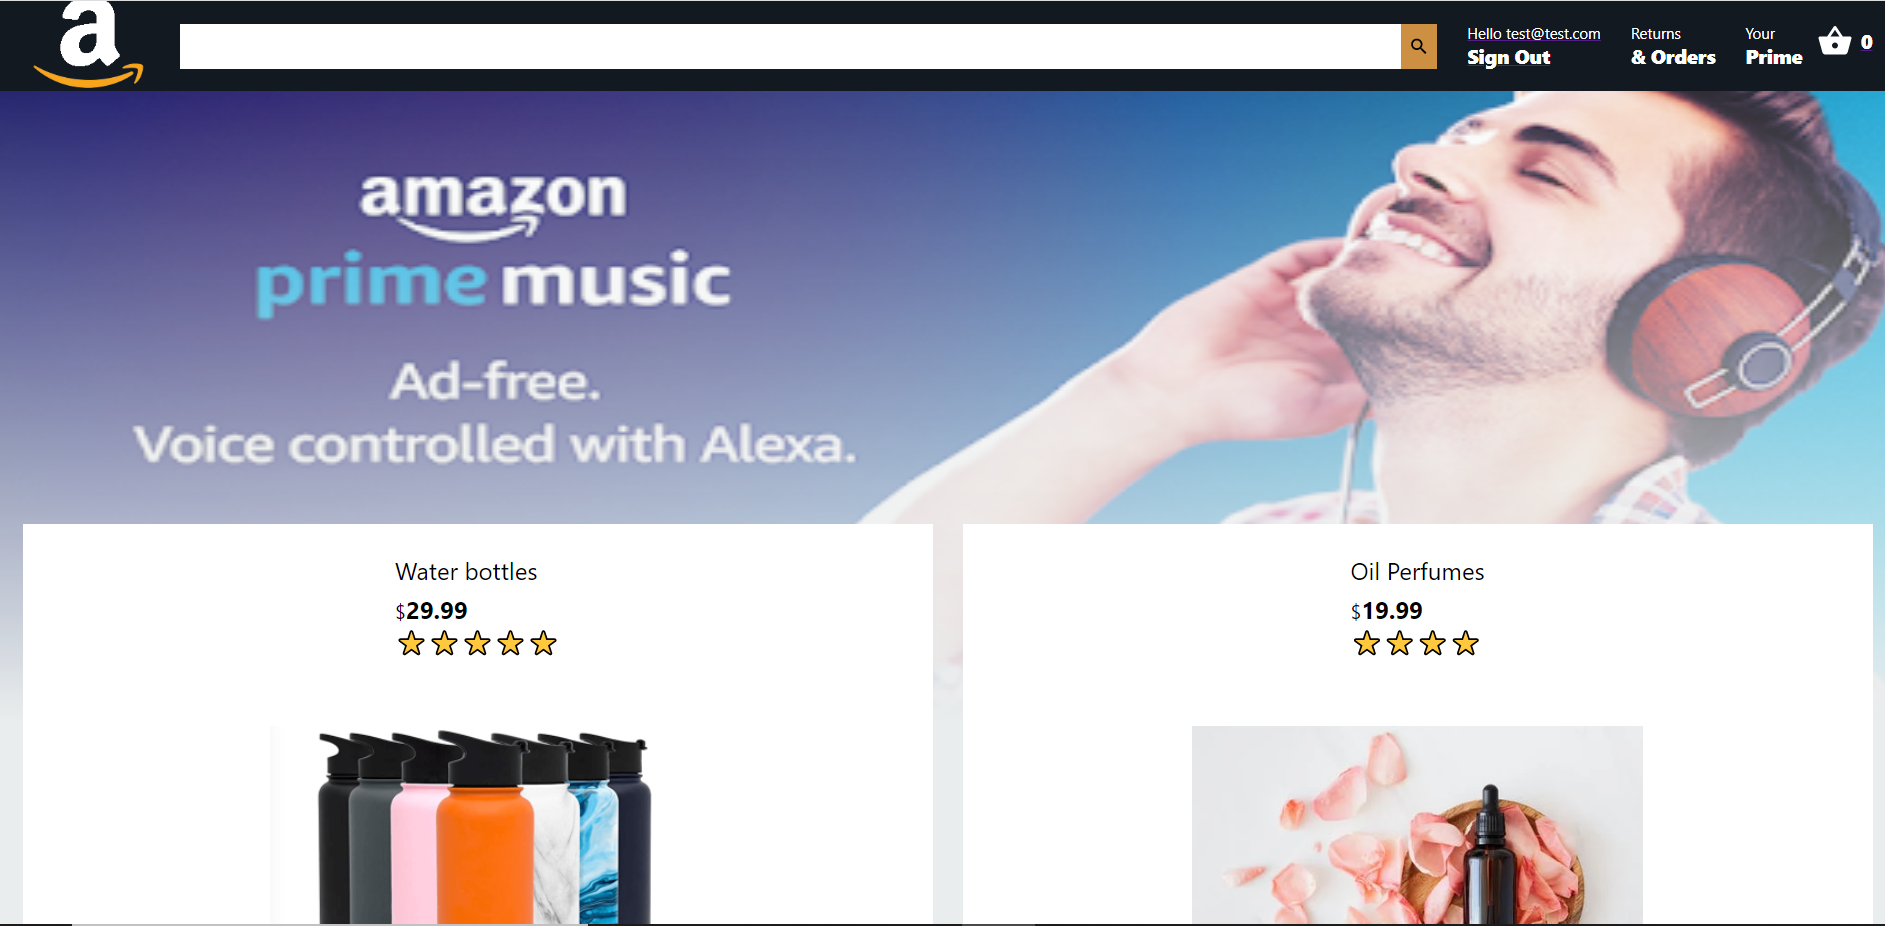 a
Hello test@test.com
Sign Out
Returns
& Orders
Your
Prime
0
amazon
prime music
Ad-free.
Voice controlled with Alexa.
Water bottles
$29.99
Oil Perfumes
$19.99